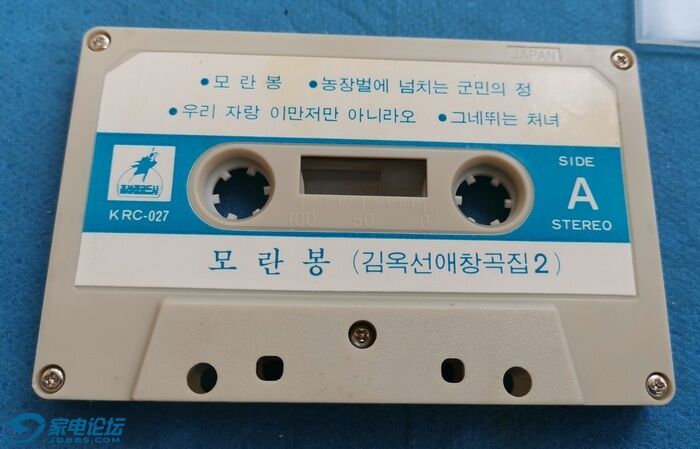 JAPAN
•모 란 봉 •농장벌에 넘치는 군민의 정
•우리 자랑 이만저만 아니라오 •그네뛰는 처녀
SIDE
A
STEREO
KRC-027
100 50 0
모 란 봉 (김옥선애창곡집2)
家电论坛
JDBBS.COM